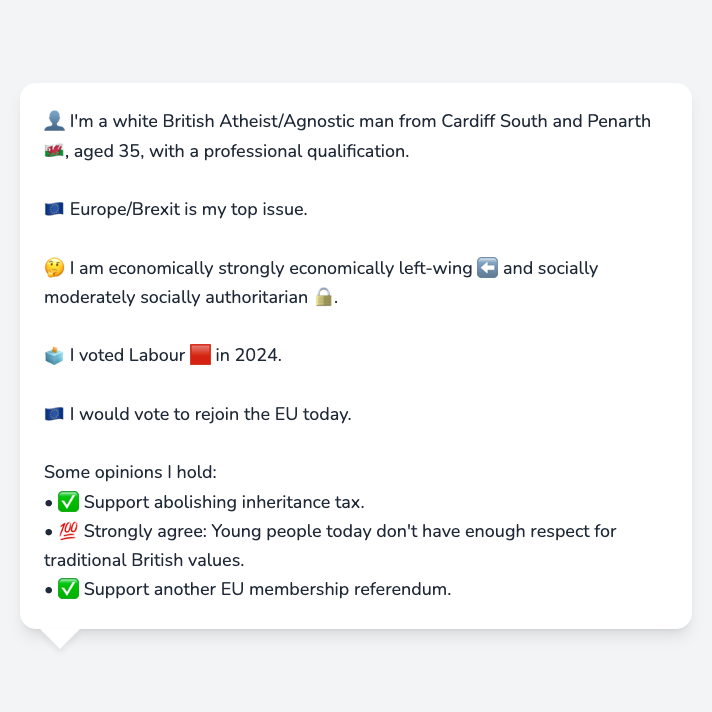 👤 I'm a white British Atheist/Agnostic man from Cardiff South and Penarth
🏴󠁧󠁢󠁷󠁬󠁳󠁿, aged 35, with a professional qualification.
🇪🇺 Europe/Brexit is my top issue.
🤔 I am economically strongly economically left-wing ⬅️ and socially
moderately socially authoritarian 🔒.
🗳️ I voted Labour 🟥 in 2024.
🇪🇺 I would vote to rejoin the EU today.
Some opinions I hold:
• ✅ Support abolishing inheritance tax.
• 💯 Strongly agree: Young people today don't have enough respect for
traditional British values.
• ✅ Support another EU membership referendum.